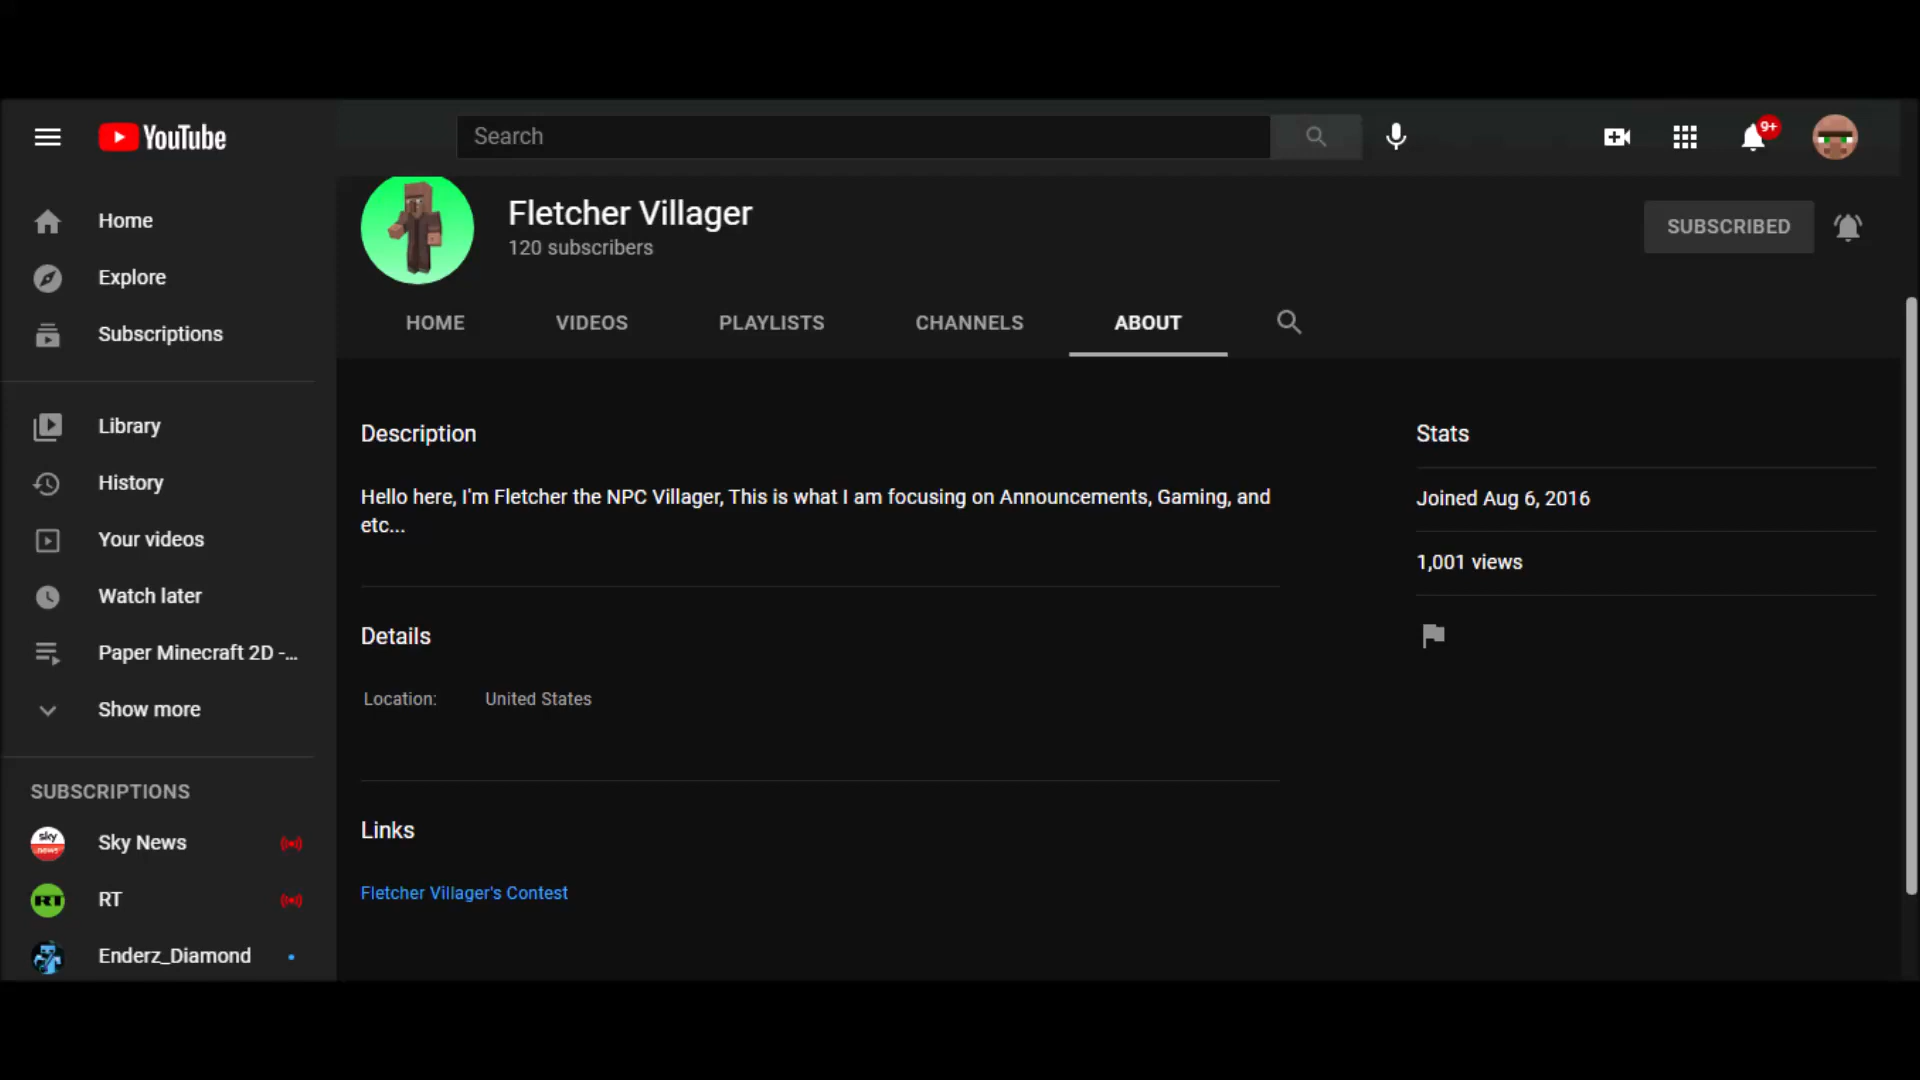 YouTube
Search
9+
Home
Explore
Subscriptions
Library
History
Your videos
Watch later
Paper Minecraft 2D -...
Show more
SUBSCRIPTIONS
sky
news
Sky News
RT
RT
Enderz_Diamond
Fletcher Villager
120 subscribers
SUBSCRIBED
HOME
VIDEOS
PLAYLISTS
CHANNELS
ABOUT
Description
Hello here, I'm Fletcher the NPC Villager, This is what I am focusing on Announcements, Gaming, and
etc...
Details
Location:
United States
Links
Fletcher Villager's Contest
Stats
Joined Aug 6, 2016
1,001 views